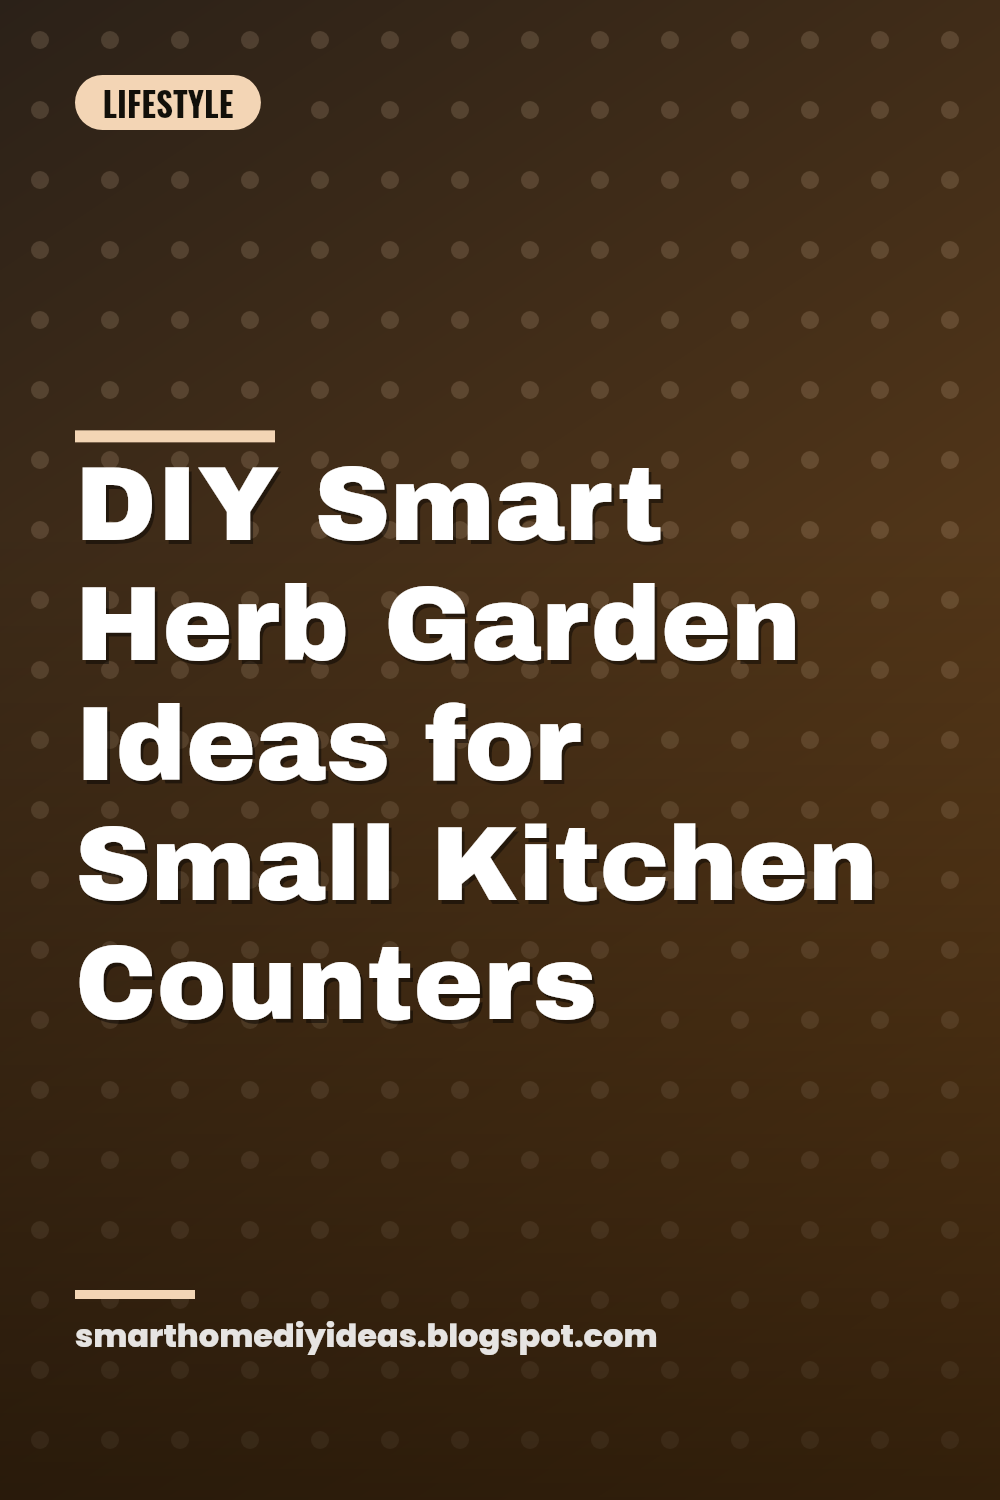 LIFESTYLE
DIY Smart
Herb Garden
Ideas for
Small Kitchen
Counters
smarthomediyideas.blogspot.com